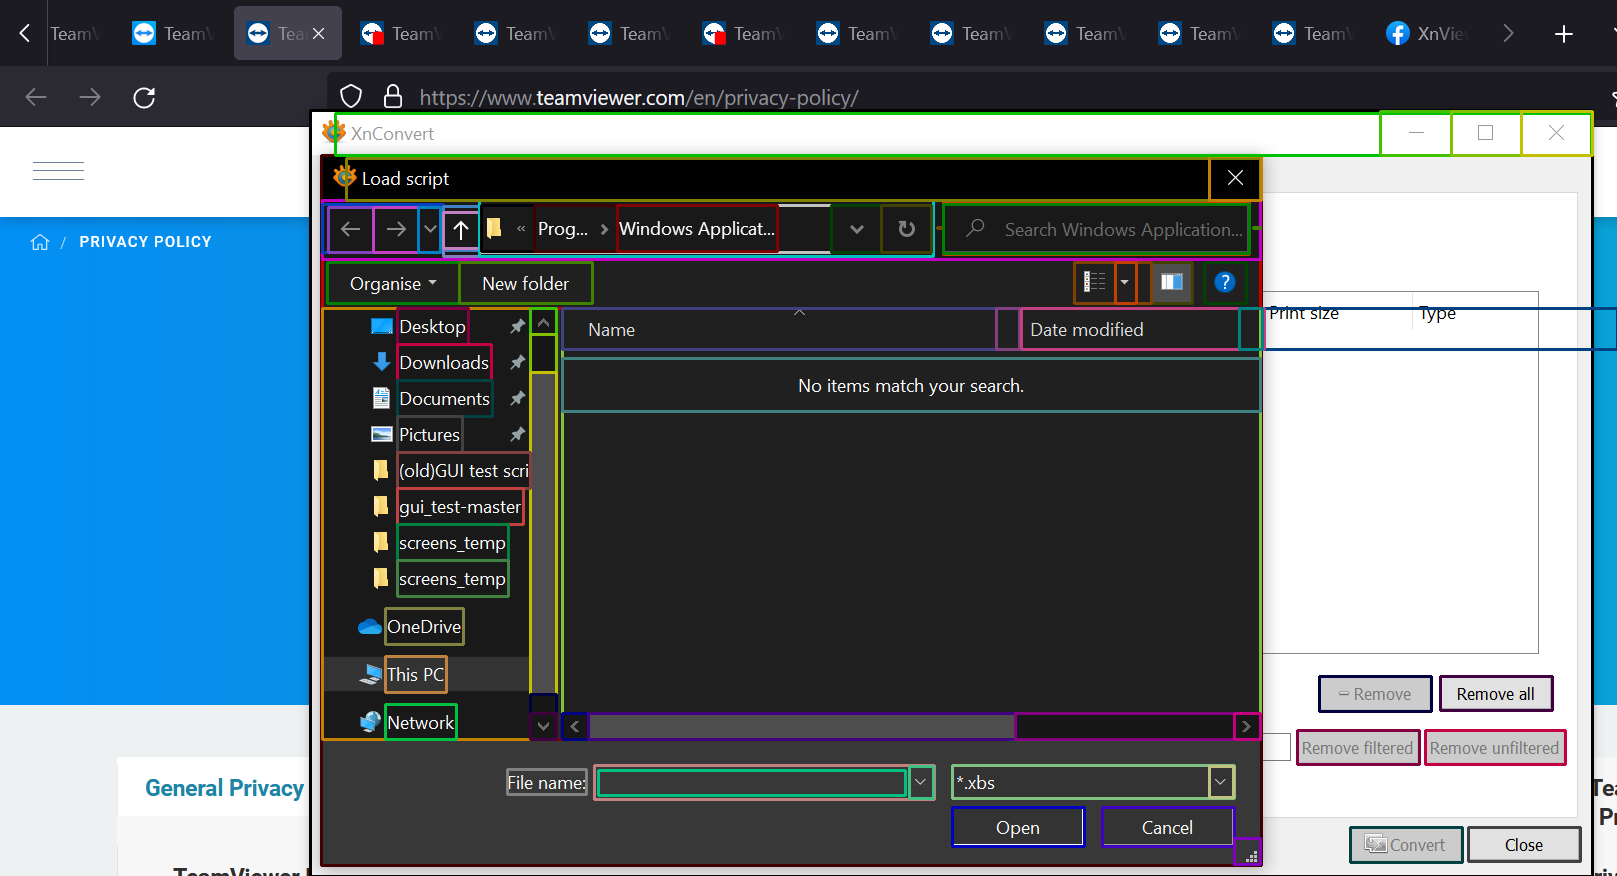 TeamV TeamV Tea TeamV TeamV TeamV TeamV TeamV TeamV TeamV TeamV TeamV XnVie
https://www.teamviewer.com/en/privacy-policy/
XnConvert
Load script
« Prog... Windows Applicat... Search Windows Application...
/ PRIVACY POLICY
Organise New folder
Name Date modified Print size Type
Desktop
Downloads
Documents
Pictures
(old)GUI test scri
gui_test-master
screens_temp
screens_temp
OneDrive
This PC
Network
No items match your search.
Remove Remove all
Remove filtered Remove unfiltered
File name: *.xbs
Open Cancel
General Privacy
Convert Close
TeamViewer